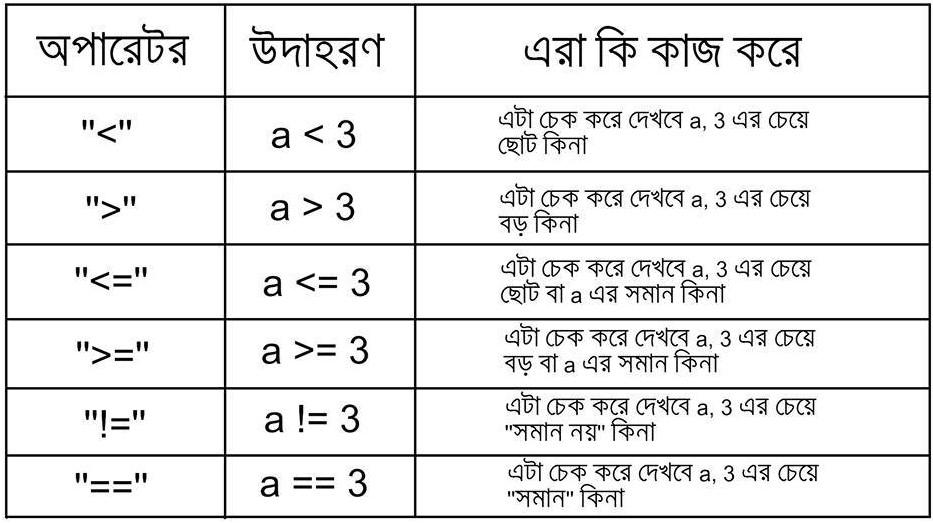 অপারেটর উদাহরণ এরা কি কাজ করে
"<" a < 3 এটা চেক করে দেখবে a, 3 এর চেয়ে
ছোট কিনা
">" a > 3 এটা চেক করে দেখবে a, 3 এর চেয়ে
বড় কিনা
"<=" a <= 3 এটা চেক করে দেখবে a, 3 এর চেয়ে
ছোট বা a এর সমান কিনা
">=" a >= 3 এটা চেক করে দেখবে a, 3 এর চেয়ে
বড় বা a এর সমান কিনা
"!=" a != 3 এটা চেক করে দেখবে a, 3 এর চেয়ে
"সমান নয়" কিনা
"==" a == 3 এটা চেক করে দেখবে a, 3 এর চেয়ে
"সমান" কিনা